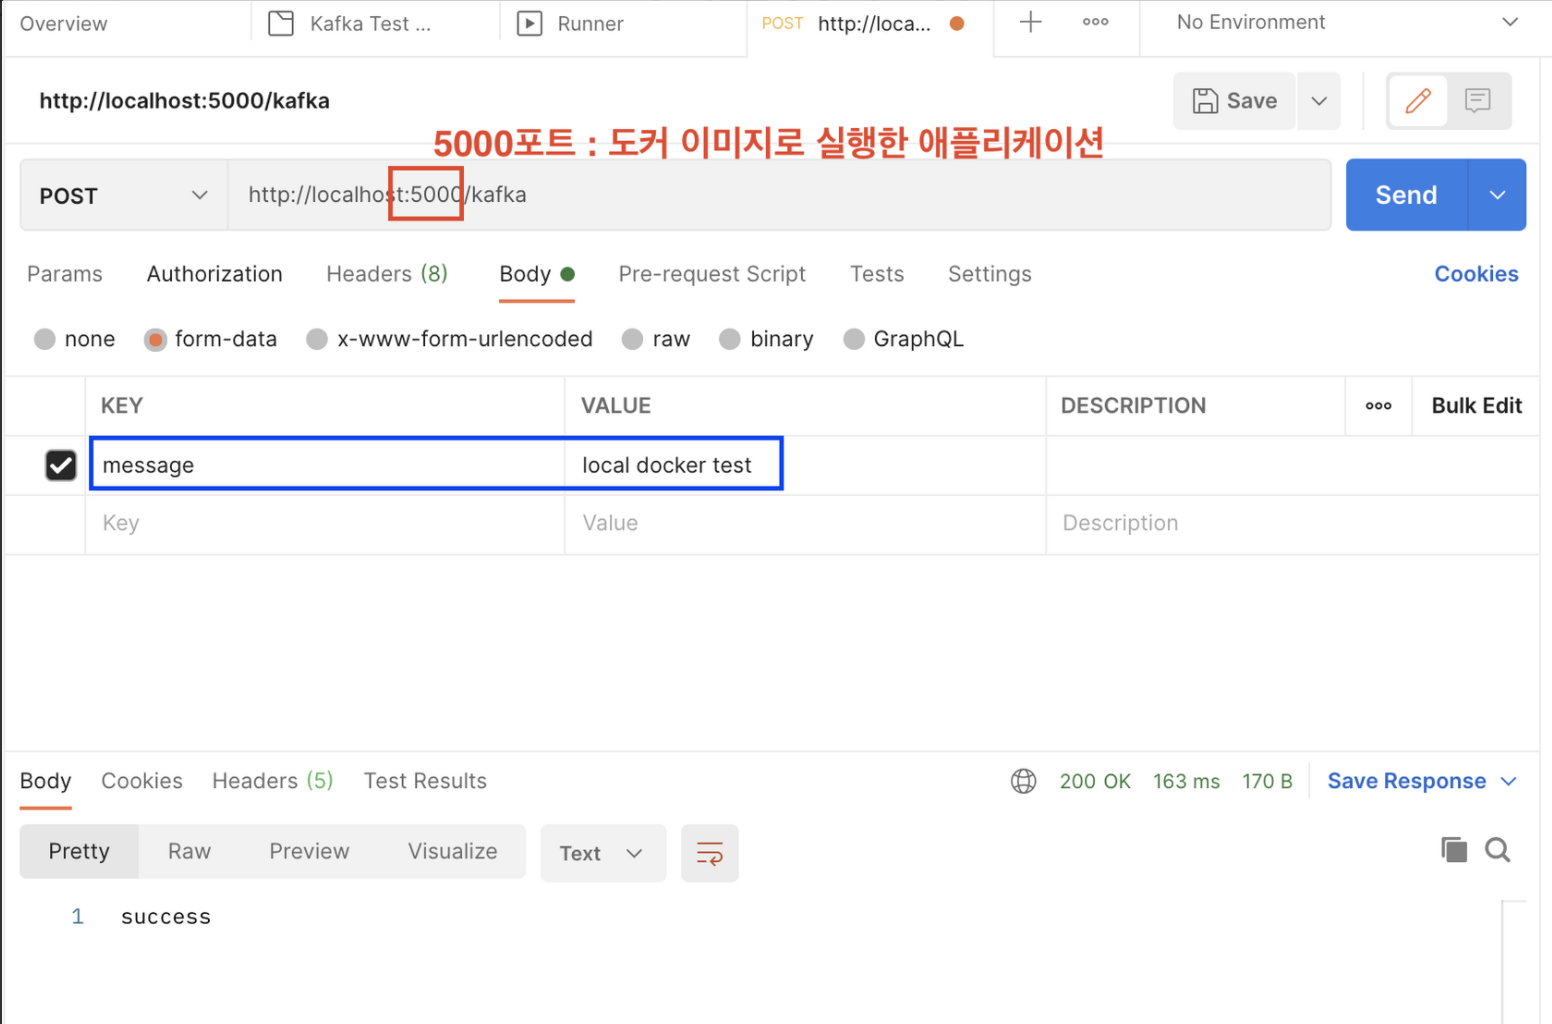 Overview
Kafka Test ...
Runner
POST http://loca...
No Environment
http://localhost:5000/kafka
Save
5000포트 : 도커 이미지로 실행한 애플리케이션
POST
http://localhost:5000/kafka
Send
Params Authorization Headers (8) Body Pre-request Script Tests Settings Cookies
none form-data x-www-form-urlencoded raw binary GraphQL
KEY VALUE DESCRIPTION Bulk Edit
message local docker test
Key Value Description
Body Cookies Headers (5) Test Results 200 OK 163 ms 170 B Save Response
Pretty Raw Preview Visualize Text
1 success